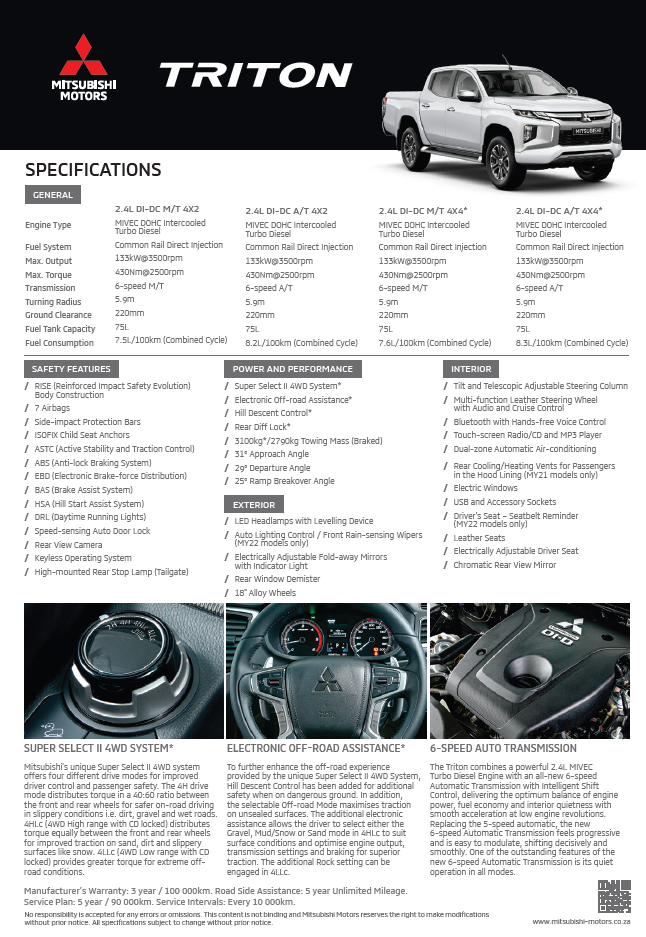 MITSUBISHI
MOTORS
TRITON
MITSUBISHI
SPECIFICATIONS
GENERAL
2.4L DI-DC M/T 4X2
2.4L DI-DC A/T 4X2
2.4L DI-DC M/T 4X4*
2.4L DI-DC A/T 4X4*
Engine Type
MIVEC DOHC Intercooled
Turbo Diesel
MIVEC DOHC Intercooled
Turbo Diesel
MIVEC DOHC Intercooled
Turbo Diesel
MIVEC DOHC Intercooled
Turbo Diesel
Fuel System Common Rail Direct Injection Common Rail Direct Injection Common Rail Direct Injection Common Rail Direct Injection
Max. Output 133kW@3500rpm 133kW@3500rpm 133kW@3500rpm 133kW@3500rpm
Max. Torque 430Nm@2500rpm 430Nm@2500rpm 430Nm@2500rpm 430Nm@2500rpm
Transmission 6-speed M/T 6-speed A/T 6-speed M/T 6-speed A/T
Turning Radius 5.9m 5.9m 5.9m 5.9m
Ground Clearance 220mm 220mm 220mm 220mm
Fuel Tank Capacity 75L 75L 75L 75L
Fuel Consumption 7.5L/100km (Combined Cycle) 8.2L/100km (Combined Cycle) 7.6L/100km (Combined Cycle) 8.3L/100km (Combined Cycle)
SAFETY FEATURES
/ RISE (Reinforced Impact Safety Evolution)
Body Construction
/ 7 Airbags
/ Side-impact Protection Bars
/ ISOFIX Child Seat Anchors
/ ASTC (Active Stability and Traction Control)
/ ABS (Anti-lock Braking System)
/ EBD (Electronic Brake-force Distribution)
/ BAS (Brake Assist System)
/ HSA (Hill Start Assist System)
/ DRL (Daytime Running Lights)
/ Speed-sensing Auto Door Lock
/ Rear View Camera
/ Keyless Operating System
/ High-mounted Rear Stop Lamp (Tailgate)
POWER AND PERFORMANCE
/ Super Select II 4WD System*
/ Electronic Off-road Assistance*
/ Hill Descent Control*
/ Rear Diff Lock*
/ 3100kg*/2790kg Towing Mass (Braked)
/ 31° Approach Angle
/ 29° Departure Angle
/ 25° Ramp Breakover Angle
EXTERIOR
/ LED Headlamps with Levelling Device
/ Auto Lighting Control / Front Rain-sensing Wipers
(MY22 models only)
/ Electrically Adjustable Fold-away Mirrors
with Indicator Light
/ Rear Window Demister
/ 18" Alloy Wheels
INTERIOR
/ Tilt and Telescopic Adjustable Steering Column
/ Multi-function Leather Steering Wheel
with Audio and Cruise Control
/ Bluetooth with Hands-free Voice Control
/ Touch-screen Radio/CD and MP3 Player
/ Dual-zone Automatic Air-conditioning
/ Rear Cooling/Heating Vents for Passengers
in the Hood Lining (MY21 models only)
/ Electric Windows
/ USB and Accessory Sockets
/ Driver's Seat - Seatbelt Reminder
(MY22 models only)
/ Leather Seats
/ Electrically Adjustable Driver Seat
/ Chromatic Rear View Mirror
2H 4H 4HLc 4LLc
DI-D
SUPER SELECT II 4WD SYSTEM*
Mitsubishi's unique Super Select II 4WD system
offers four different drive modes for improved
driver control and passenger safety. The 4H drive
mode distributes torque in a 40:60 ratio between
the front and rear wheels for safer on-road driving
in slippery conditions i.e. dirt, gravel and wet roads.
4HLc (4WD High range with CD locked) distributes
torque equally between the front and rear wheels
for improved traction on sand, dirt and slippery
surfaces like snow. 4LLc (4WD Low range with CD
locked) provides greater torque for extreme off-
road conditions.
ELECTRONIC OFF-ROAD ASSISTANCE*
To further enhance the off-road experience
provided by the unique Super Select II 4WD System,
Hill Descent Control has been added for additional
safety when on dangerous ground. In addition,
the selectable Off-road Mode maximises traction
on unsealed surfaces. The additional electronic
assistance allows the driver to select either the
Gravel, Mud/Snow or Sand mode in 4HLc to suit
surface conditions and optimise engine output,
transmission settings and braking for superior
traction. The additional Rock setting can be
engaged in 4LLc.
6-SPEED AUTO TRANSMISSION
The Triton combines a powerful 2.4L MIVEC
Turbo Diesel Engine with an all-new 6-speed
Automatic Transmission with Intelligent Shift
Control, delivering the optimum balance of engine
power, fuel economy and interior quietness with
smooth acceleration at low engine revolutions.
Replacing the 5-speed automatic, the new
6-speed Automatic Transmission feels progressive
and is easy to modulate, shifting decisively and
smoothly. One of the outstanding features of the
new 6-speed Automatic Transmission is its quiet
operation in all modes.
Manufacturer's Warranty: 3 year / 100 000km. Road Side Assistance: 5 year Unlimited Mileage.
Service Plan: 5 year / 90 000km. Service Intervals: Every 10 000km.
No responsibility is accepted for any errors or omissions. This content is not binding and Mitsubishi Motors reserves the right to make modifications
without prior notice. All specifications subject to change without prior notice.
www.mitsubishi-motors.co.za